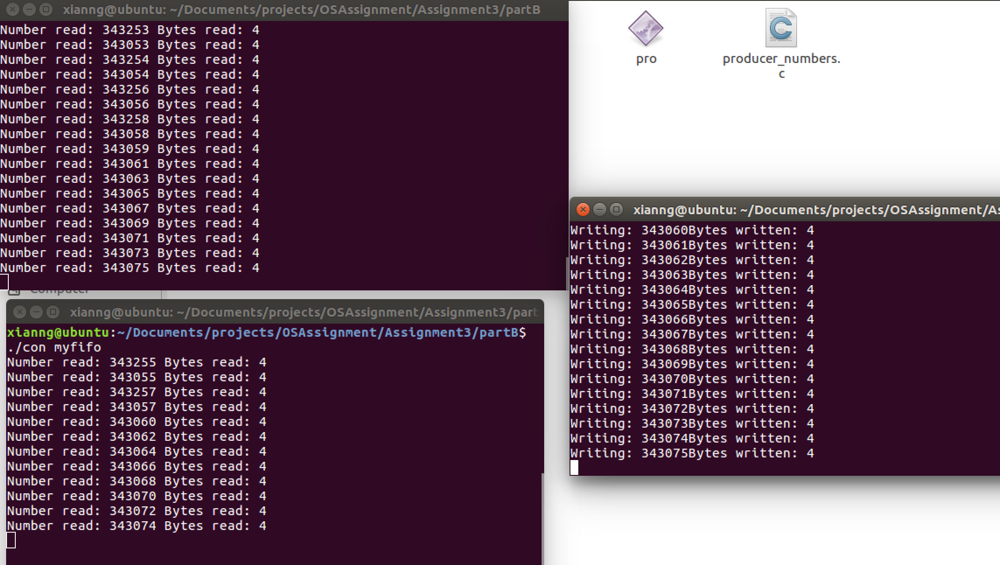 xianng@ubuntu: ~/Documents/projects/OSAssignment/Assignment3/partB
Number read: 343253 Bytes read: 4
Number read: 343053 Bytes read: 4
Number read: 343254 Bytes read: 4
Number read: 343054 Bytes read: 4
Number read: 343256 Bytes read: 4
Number read: 343056 Bytes read: 4
Number read: 343258 Bytes read: 4
Number read: 343058 Bytes read: 4
Number read: 343059 Bytes read: 4
Number read: 343061 Bytes read: 4
Number read: 343063 Bytes read: 4
Number read: 343065 Bytes read: 4
Number read: 343067 Bytes read: 4
Number read: 343069 Bytes read: 4
Number read: 343071 Bytes read: 4
Number read: 343073 Bytes read: 4
Number read: 343075 Bytes read: 4
Computer
xianng@ubuntu: ~/Documents/projects/OSAssignment/Assignment3/part
xianng@ubuntu:~/Documents/projects/OSAssignment/Assignment3/partB$
./con myfifo
Number read: 343255 Bytes read: 4
Number read: 343055 Bytes read: 4
Number read: 343257 Bytes read: 4
Number read: 343057 Bytes read: 4
Number read: 343060 Bytes read: 4
Number read: 343062 Bytes read: 4
Number read: 343064 Bytes read: 4
Number read: 343066 Bytes read: 4
Number read: 343068 Bytes read: 4
Number read: 343070 Bytes read: 4
Number read: 343072 Bytes read: 4
Number read: 343074 Bytes read: 4
pro
producer_numbers.
c
xianng@ubuntu: ~/Documents/projects/OSAssignment/As
Writing: 343060Bytes written: 4
Writing: 343061Bytes written: 4
Writing: 343062Bytes written: 4
Writing: 343063Bytes written: 4
Writing: 343064Bytes written: 4
Writing: 343065Bytes written: 4
Writing: 343066Bytes written: 4
Writing: 343067Bytes written: 4
Writing: 343068Bytes written: 4
Writing: 343069Bytes written: 4
Writing: 343070Bytes written: 4
Writing: 343071Bytes written: 4
Writing: 343072Bytes written: 4
Writing: 343073Bytes written: 4
Writing: 343074Bytes written: 4
Writing: 343075Bytes written: 4